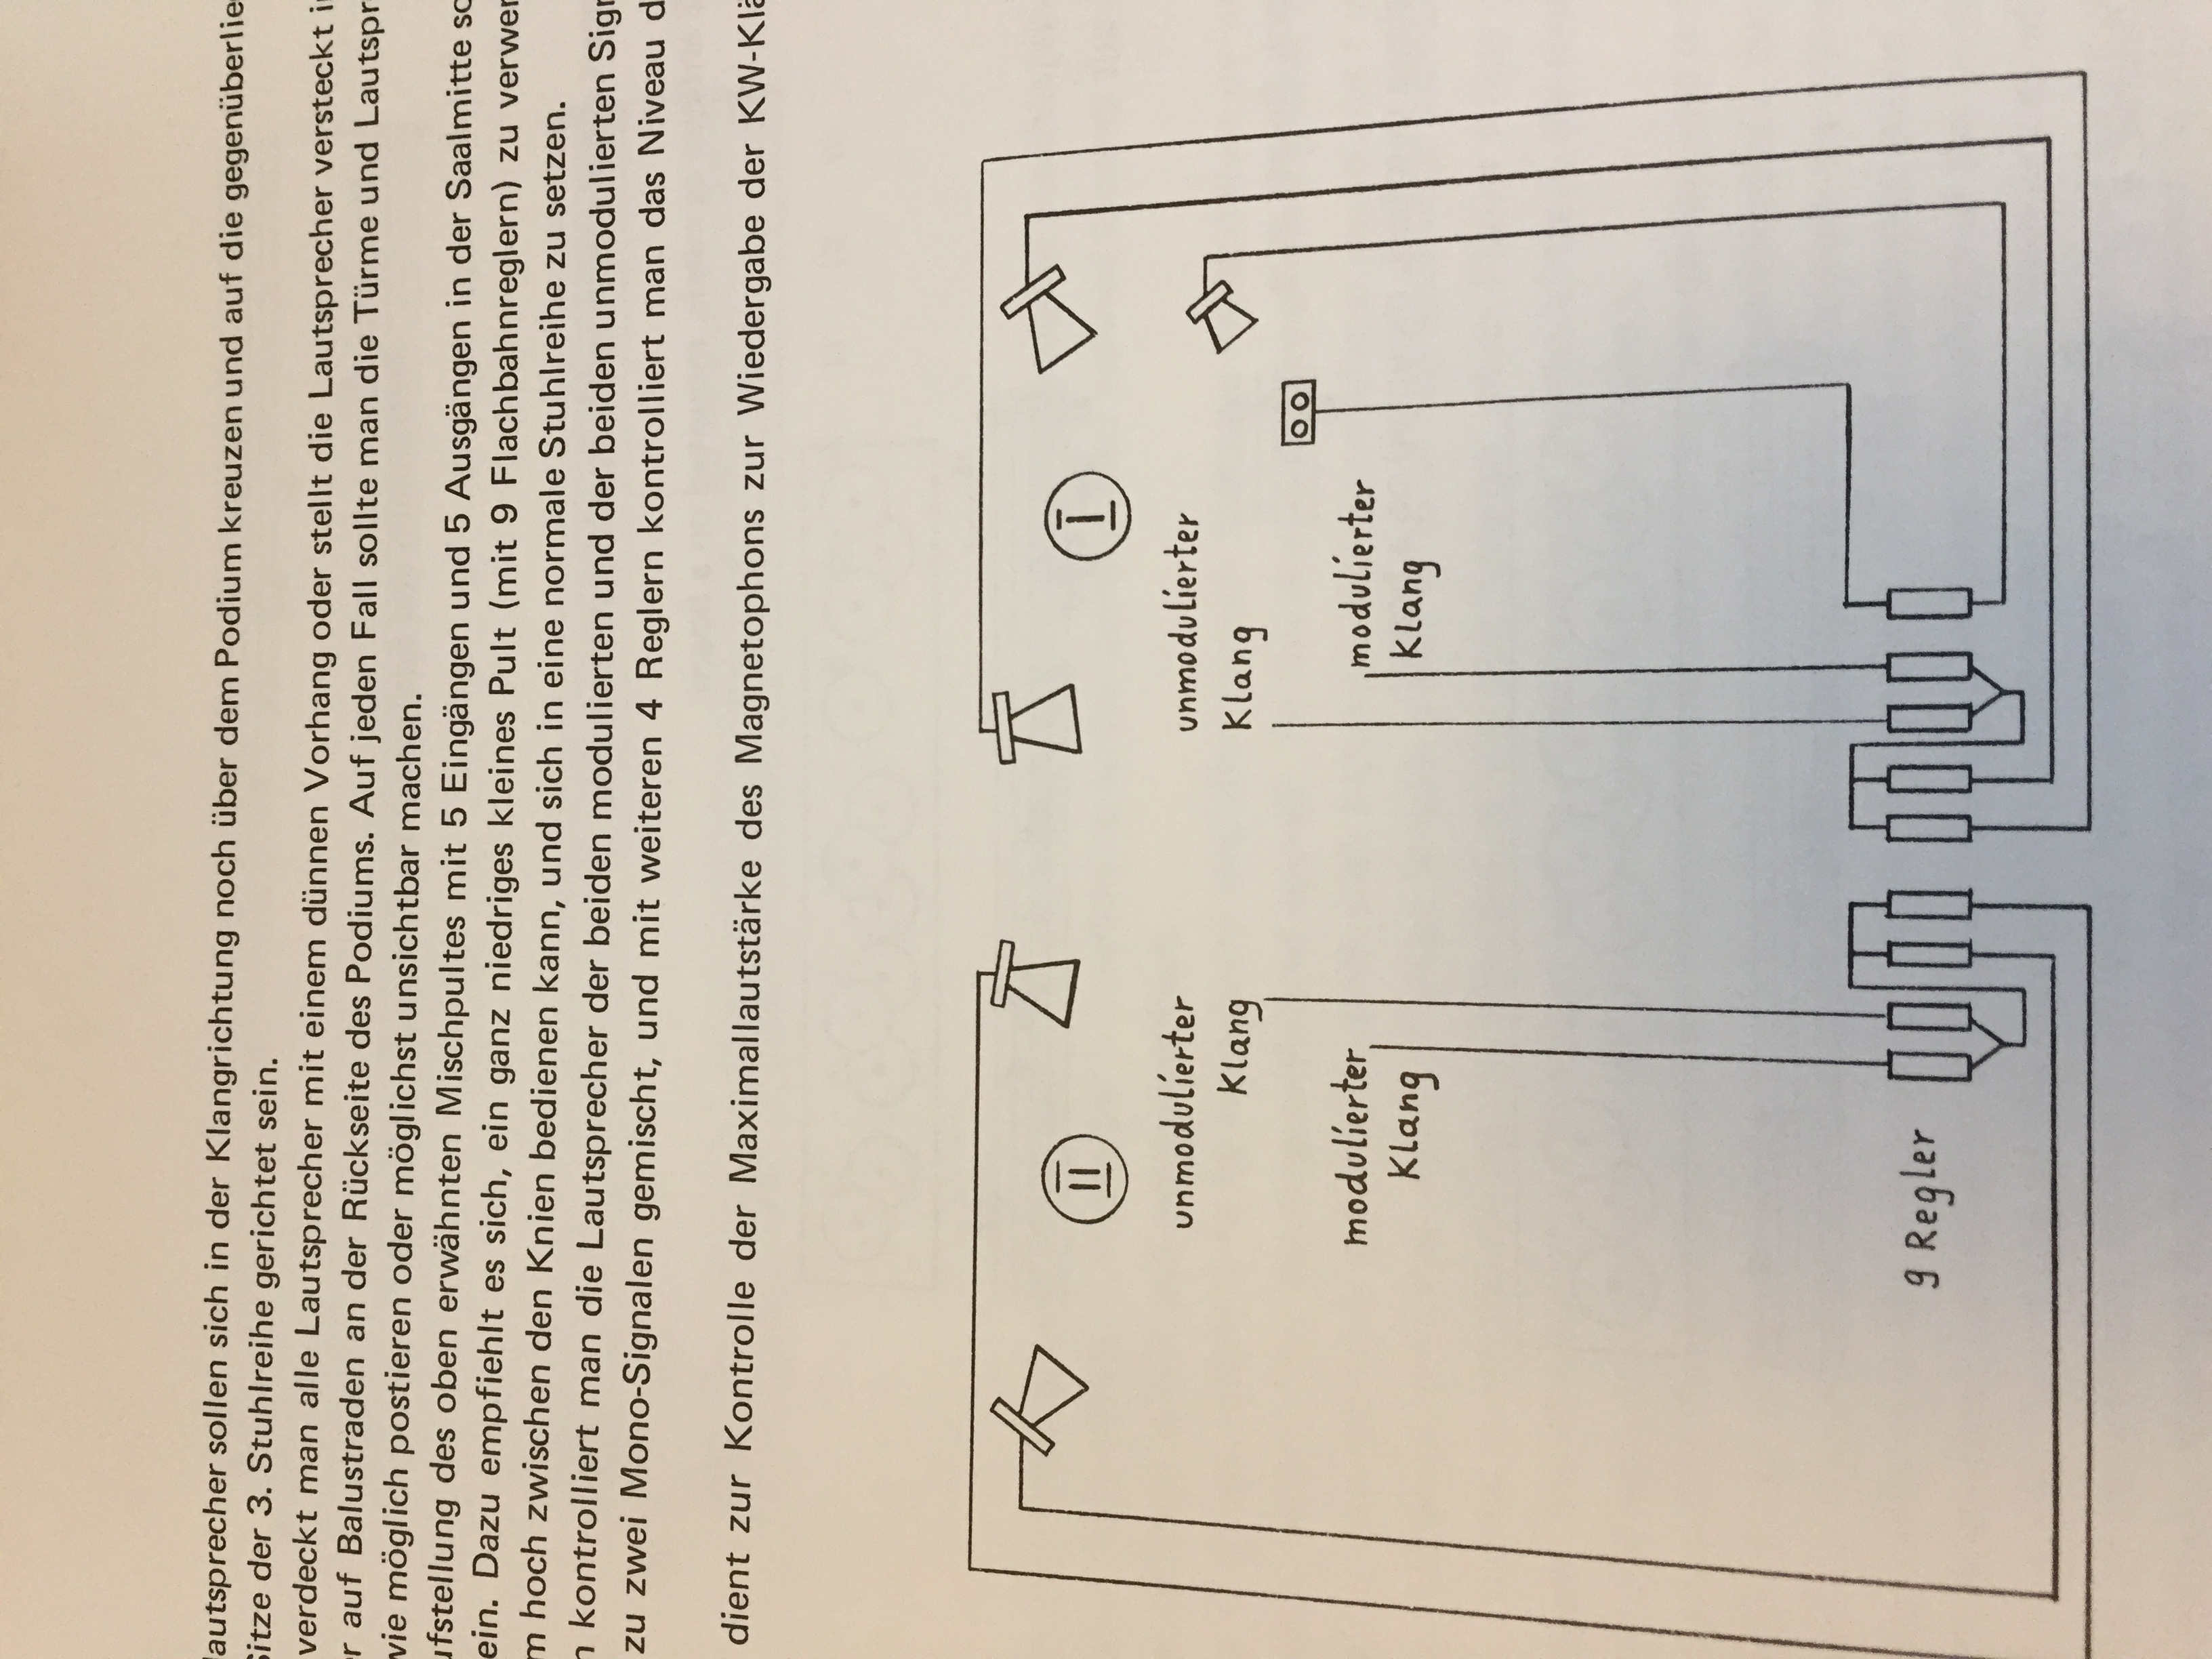 lautsprecher sollen sich in der Klangrichtung noch über dem Podium kreuzen und auf die gegenüberlie
Sitze der 3. Stuhlreihe gerichtet sein.
verdeckt man alle Lautsprecher mit einem dünnen Vorhang oder stellt die Lautsprecher versteckt i
r auf Balustraden an der Rückseite des Podiums. Auf jeden Fall sollte man die Türme und Lautspr
wie möglich postieren oder möglichst unsichtbar machen.
ufstellung des oben erwähnten Mischpultes mit 5 Eingängen und 5 Ausgängen in der Saalmitte so
ein. Dazu empfiehlt es sich, ein ganz niedriges kleines Pult (mit 9 Flachbahnreglern) zu verwen
m hoch zwischen den Knien bedienen kann, und sich in eine normale Stuhlreihe zu setzen.
n kontrolliert man die Lautsprecher der beiden modulierten und der beiden unmodulierten Sign
zu zwei Mono-Signalen gemischt, und mit weiteren 4 Reglern kontrolliert man das Niveau d
dient zur Kontrolle der Maximallautstärke des Magnetophons zur Wiedergabe der KW-Klä
II
I
unmodulierter
Klang
unmodulierter
Klang
modulierter
Klang
modulierter
Klang
9 Regler